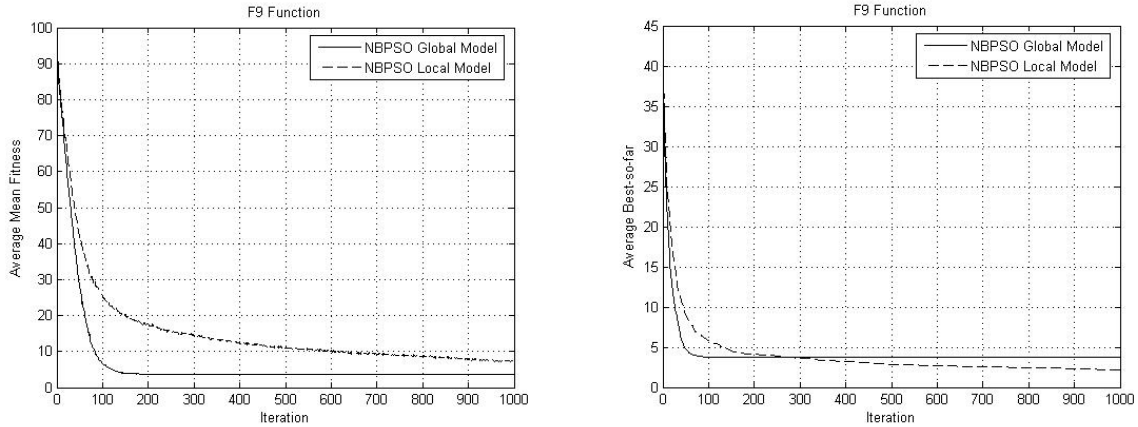 F9 Function
100
90
80
70
60
50
40
30
20
10
0
Average Mean Fitness
NBPSO Global Model
NBPSO Local Model
0 100 200 300 400 500 600 700 800 900 1000
Iteration
F9 Function
45
40
35
30
25
20
15
10
5
0
Average Best-so-far
NBPSO Global Model
NBPSO Local Model
0 100 200 300 400 500 600 700 800 900 1000
Iteration